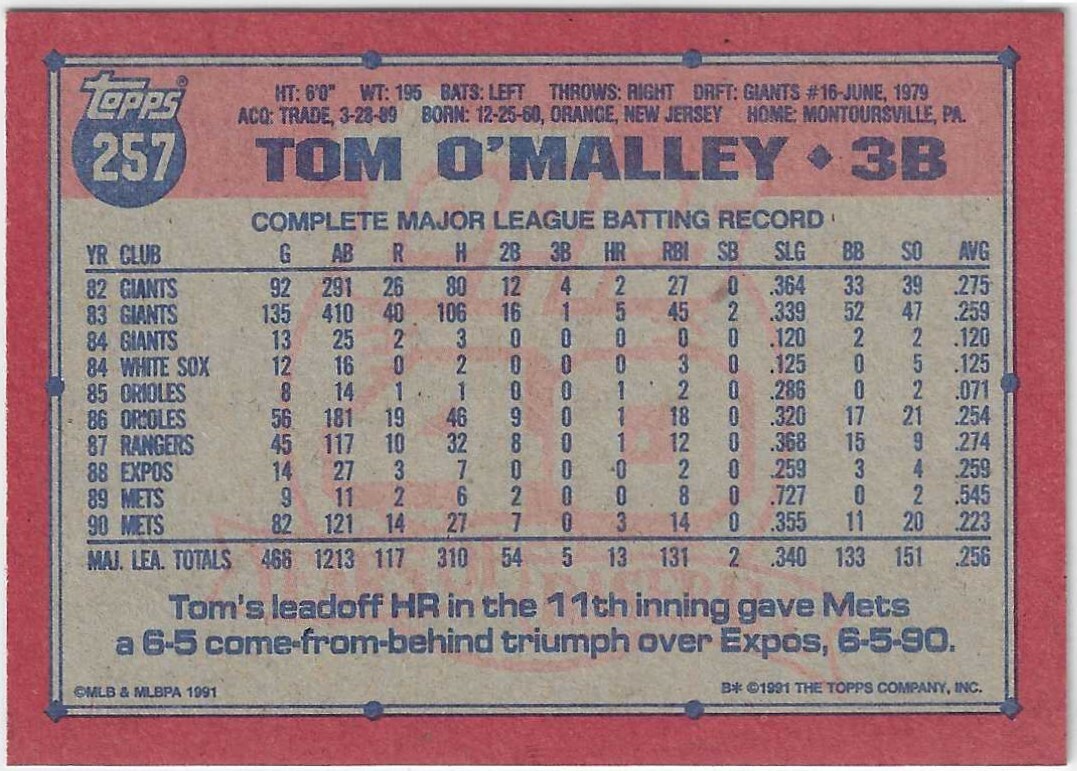 Topps®
257
HT: 6'0" WT: 195 BATS: LEFT THROWS: RIGHT DRFT: GIANTS #16-JUNE, 1979
ACQ: TRADE, 3-28-89 BORN: 12-25-60, ORANGE, NEW JERSEY HOME: MONTOURSVILLE, PA.
TOM O'MALLEY ◆ 3B
COMPLETE MAJOR LEAGUE BATTING RECORD
YR CLUB G AB R H 2B 3B HR RBI SB SLG BB SO AVG
82 GIANTS 92 291 26 80 12 4 2 27 0 .364 33 39 .275
83 GIANTS 135 410 40 106 16 1 5 45 2 .339 52 47 .259
84 GIANTS 13 25 2 3 0 0 0 0 0 .120 2 2 .120
84 WHITE SOX 12 16 0 2 0 0 0 3 0 .125 0 5 .125
85 ORIOLES 8 14 1 1 0 0 1 2 0 .286 0 2 .071
86 ORIOLES 56 181 19 46 9 0 1 18 0 .320 17 21 .254
87 RANGERS 45 117 10 32 8 0 1 12 0 .368 15 9 .274
88 EXPOS 14 27 3 7 0 0 0 2 0 .259 3 4 .259
89 METS 9 11 2 6 2 0 0 8 0 .727 0 2 .545
90 METS 82 121 14 27 7 0 3 14 0 .355 11 20 .223
MAJ. LEA. TOTALS 466 1213 117 310 54 5 13 131 2 .340 133 151 .256
Tom's leadoff HR in the 11th inning gave Mets
a 6-5 come-from-behind triumph over Expos, 6-5-90.
©MLB & MLBPA 1991 B* ©1991 THE TOPPS COMPANY, INC.